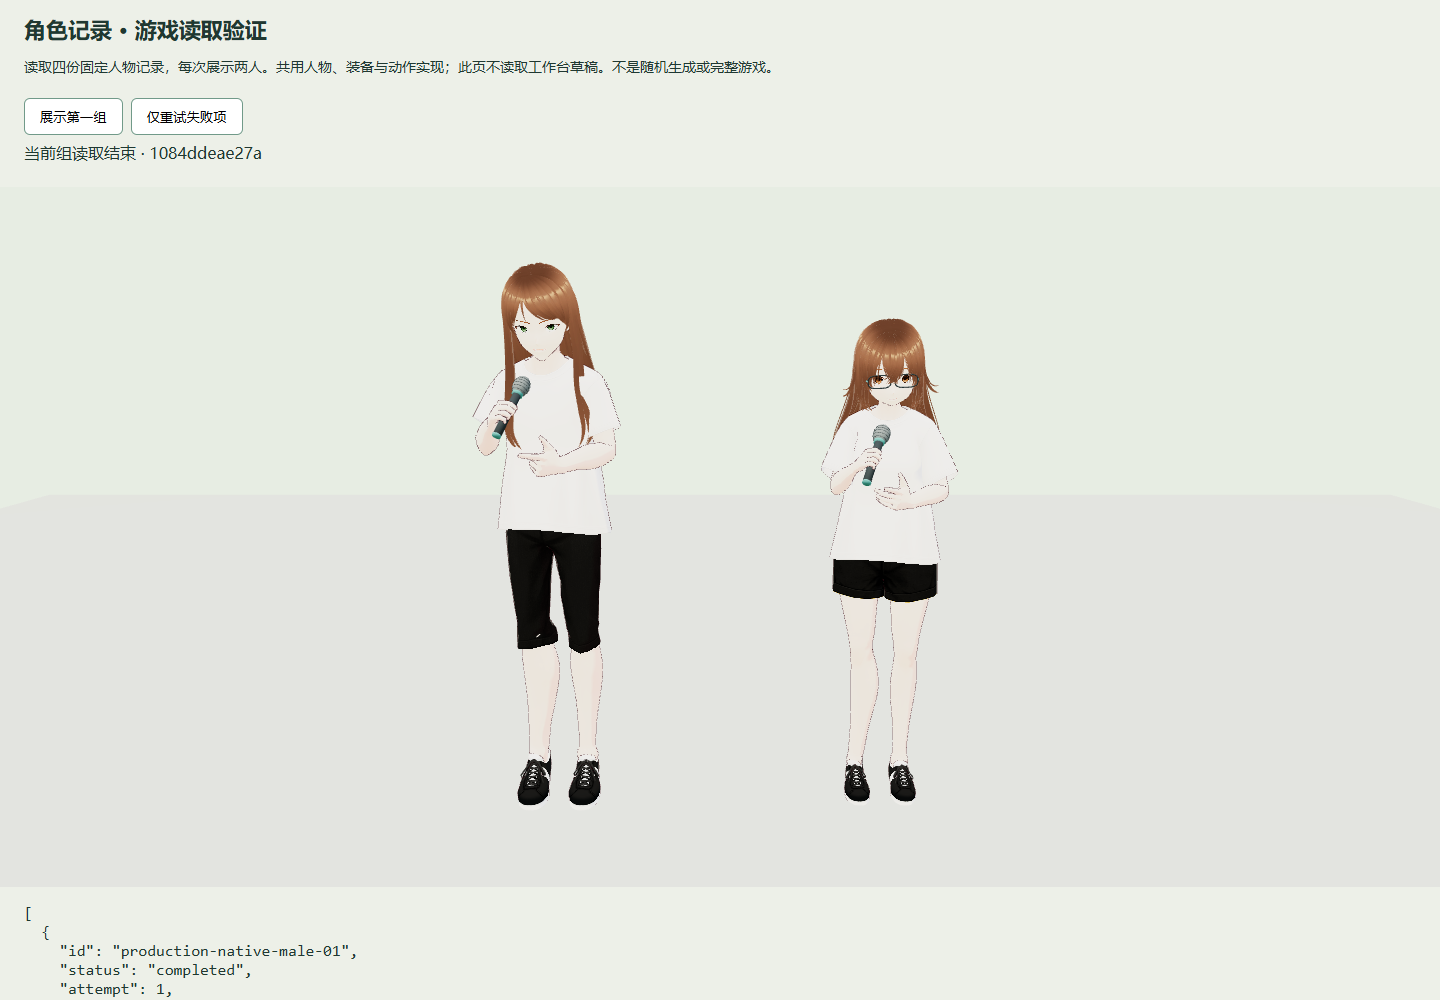 角色记录 • 游戏读取验证
读取四份固定人物记录，每次展示两人。共用人物、装备与动作实现；此页不读取工作台草稿。不是随机生成或完整游戏。
展示第一组 仅重试失败项
当前组读取结束 · 1084ddeae27a
[
{
"id": "production-native-male-01",
"status": "completed",
"attempt": 1,